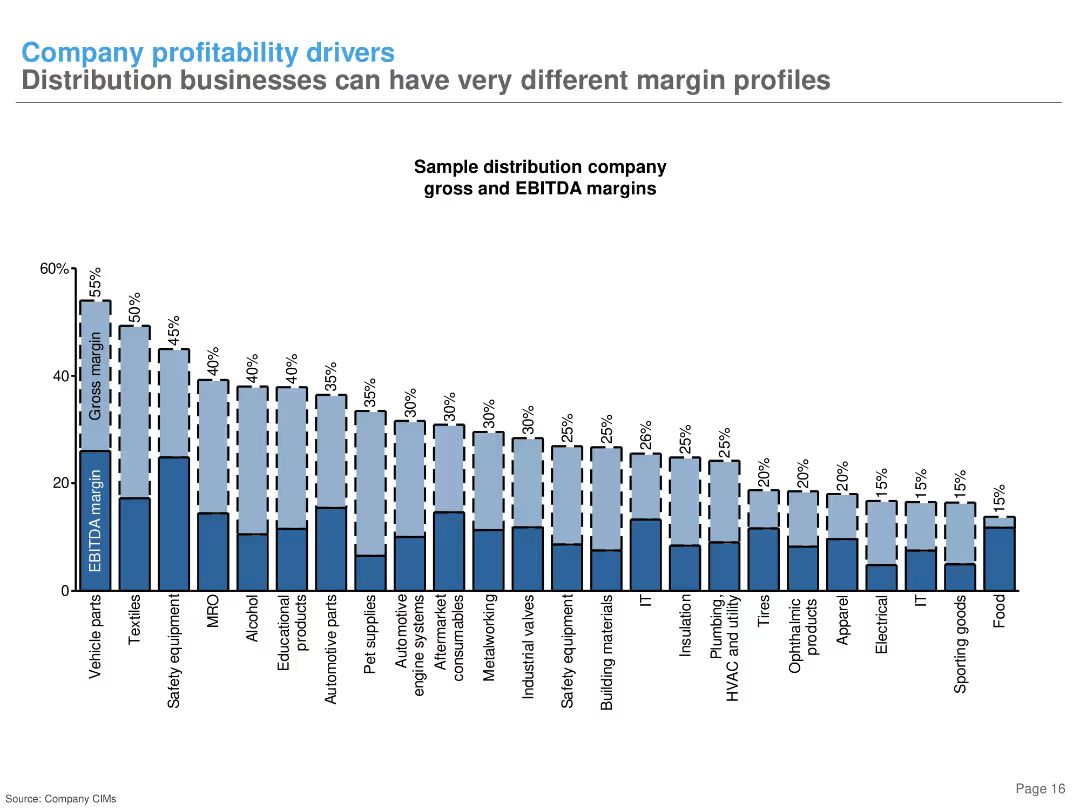 Company profitability drivers
Distribution businesses can have very different margin profiles
Sample distribution company
gross and EBITDA margins
60%
40
20
0
55%
50%
45%
40%
40%
40%
35%
35%
30%
30%
30%
30%
25%
25%
26%
25%
25%
20%
20%
20%
15%
15%
15%
15%
Gross margin
EBITDA margin
Vehicle parts
Textiles
Safety equipment
MRO
Alcohol
Educational
products
Automotive parts
Pet supplies
Automotive
engine systems
Aftermarket
consumables
Metalworking
Industrial valves
Safety equipment
Building materials
IT
Insulation
Plumbing,
HVAC and utility
Tires
Ophthalmic
products
Apparel
Electrical
IT
Sporting goods
Food
Source: Company CIMs
Page 16